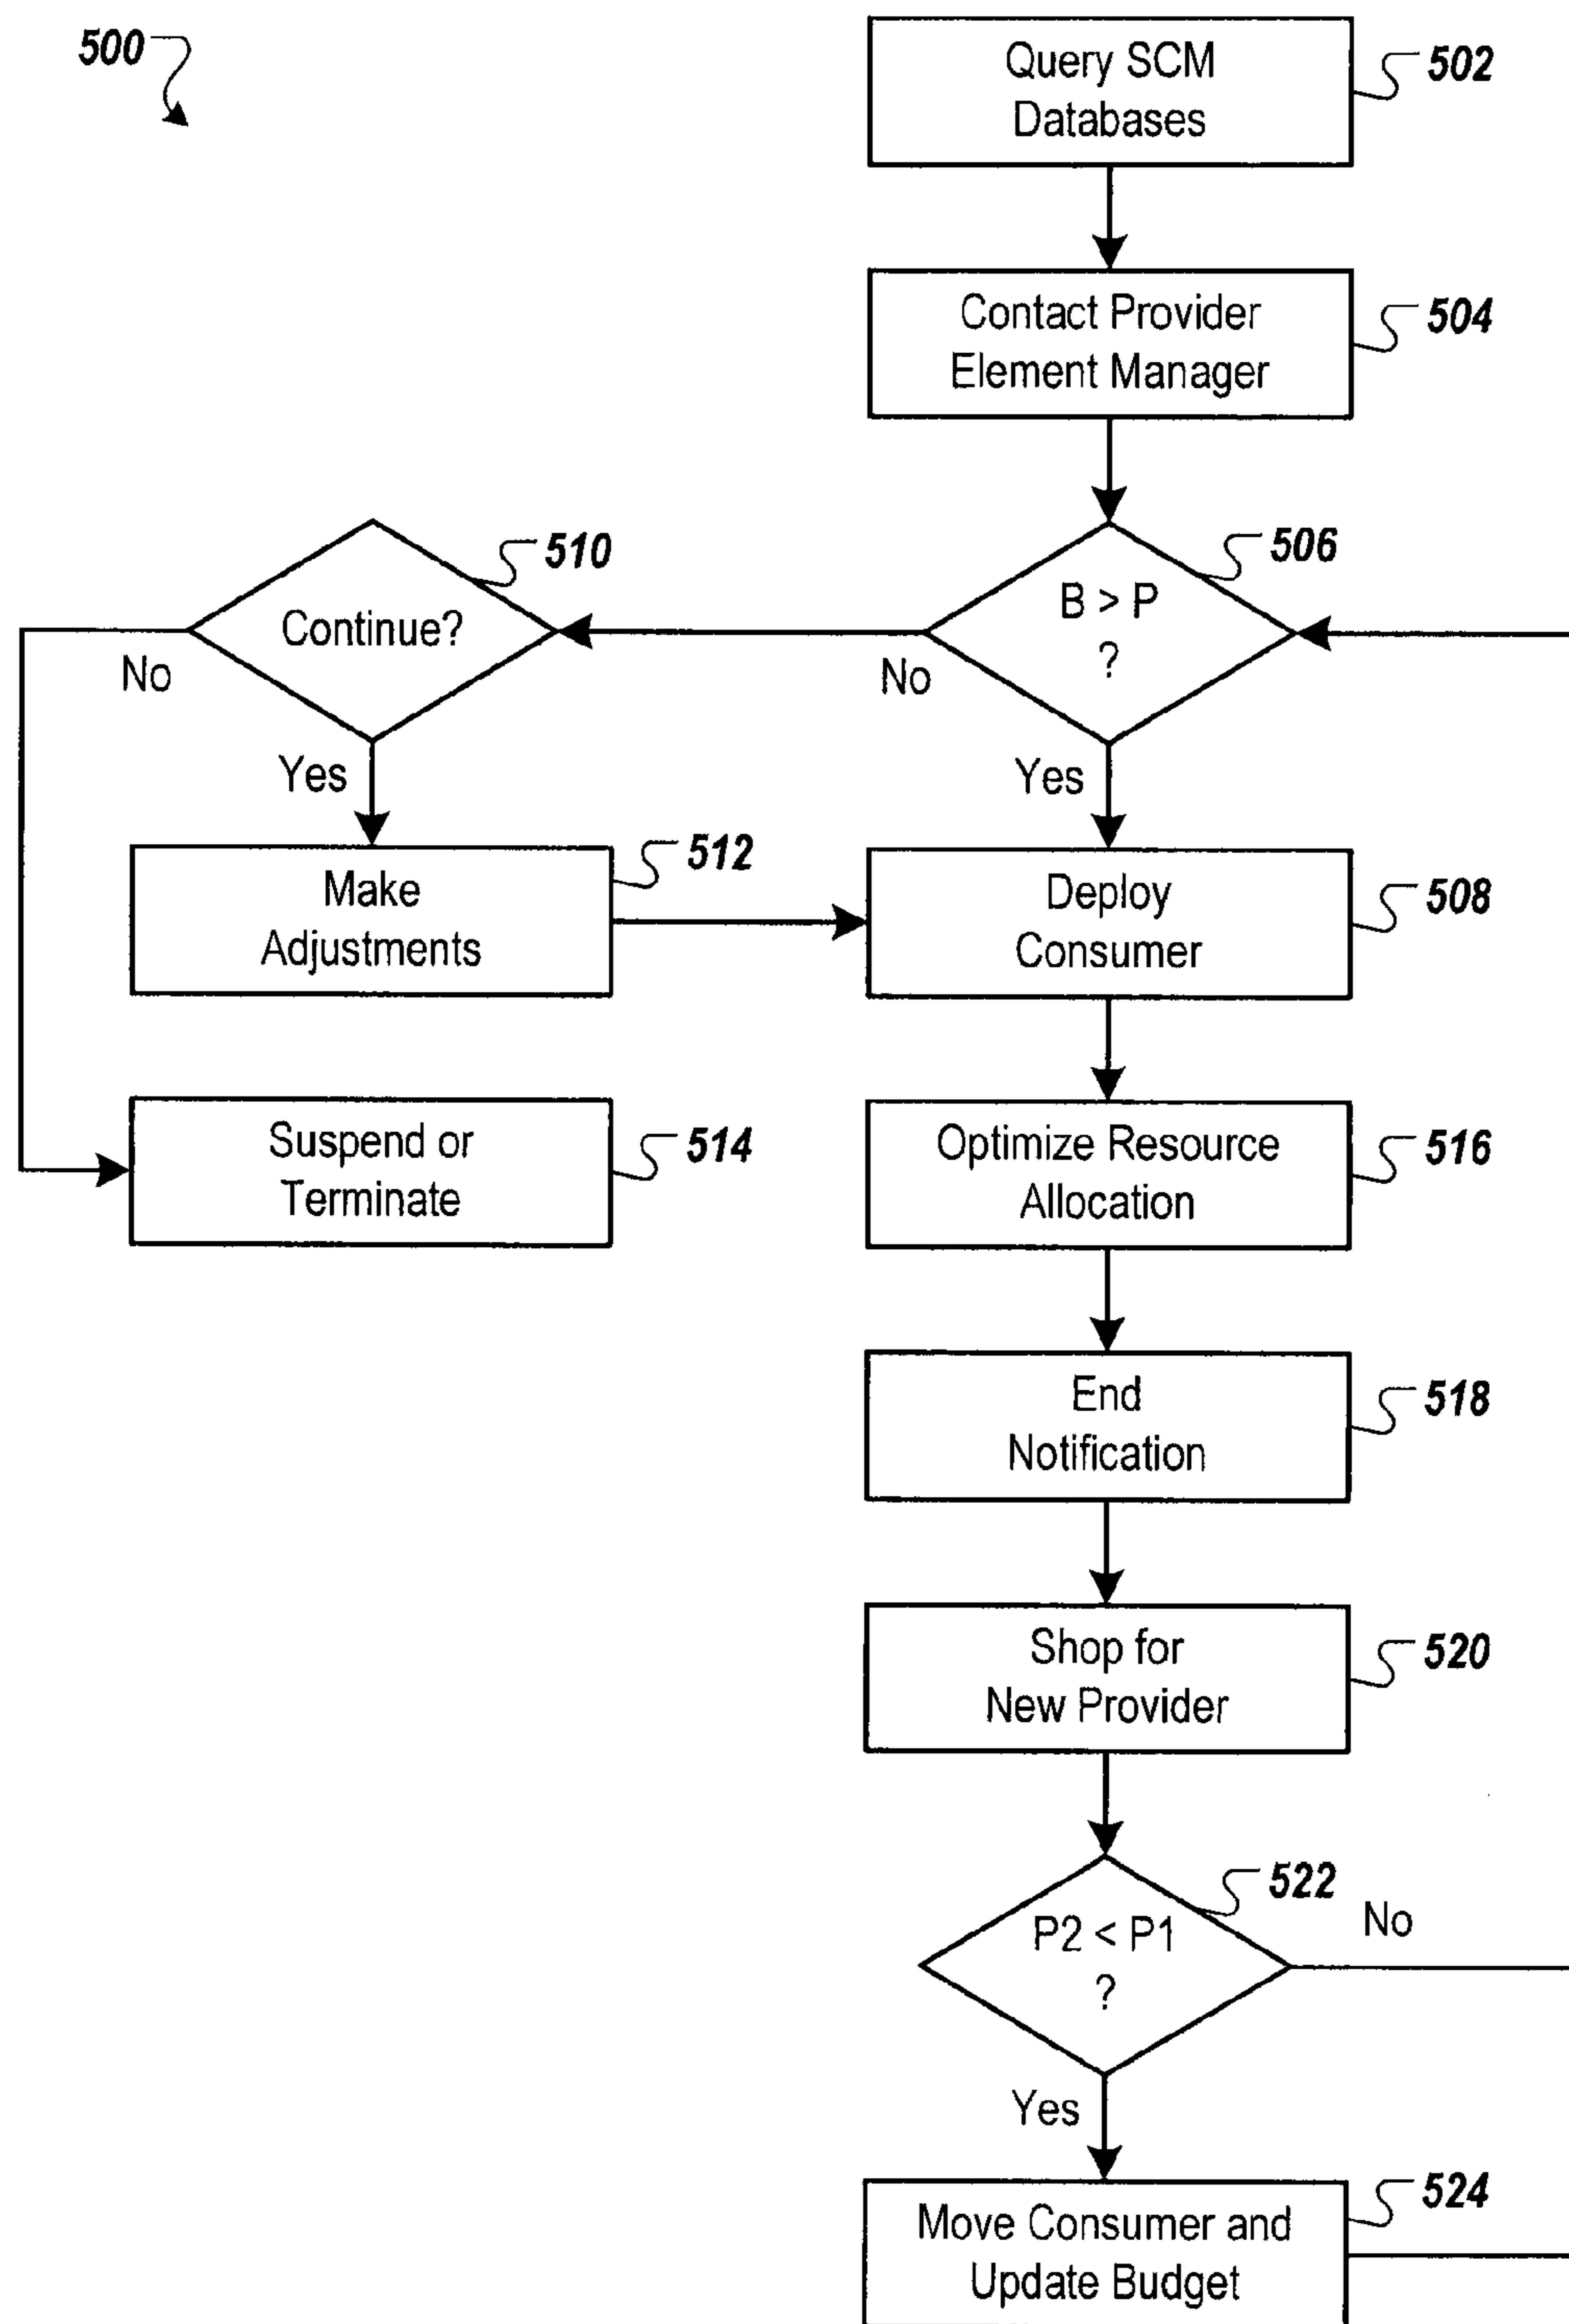 500
Query SCM
Databases
502
Contact Provider
Element Manager
504
510
Continue?
No
Yes
506
B > P
?
No
Yes
Make
Adjustments
512
Deploy
Consumer
508
Suspend or
Terminate
514
Optimize Resource
Allocation
516
End
Notification
518
Shop for
New Provider
520
522
P2 < P1
?
No
Yes
Move Consumer and
Update Budget
524